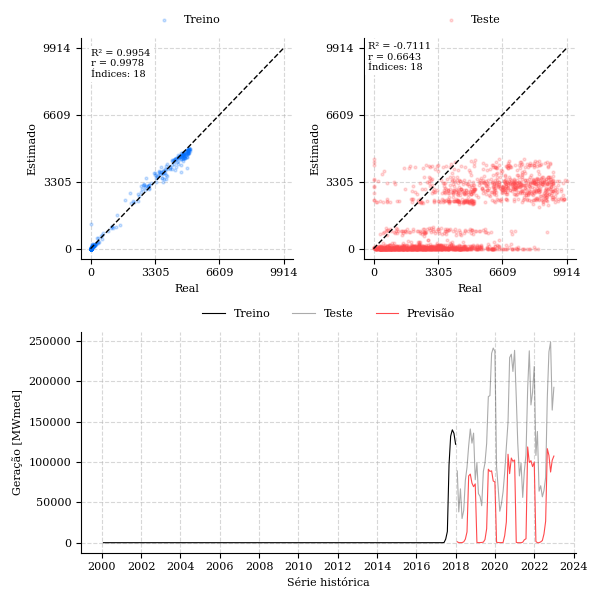 Treino
Teste
R² = 0.9954
r = 0.9978
Índices: 18
R² = -0.7111
r = 0.6643
Índices: 18
9914
6609
3305
0
Estimado
0 3305 6609 9914
Real
9914
6609
3305
0
Estimado
0 3305 6609 9914
Real
Treino Teste Previsão
250000
200000
150000
100000
50000
0
Geração [MWmed]
2000 2002 2004 2006 2008 2010 2012 2014 2016 2018 2020 2022 2024
Série histórica